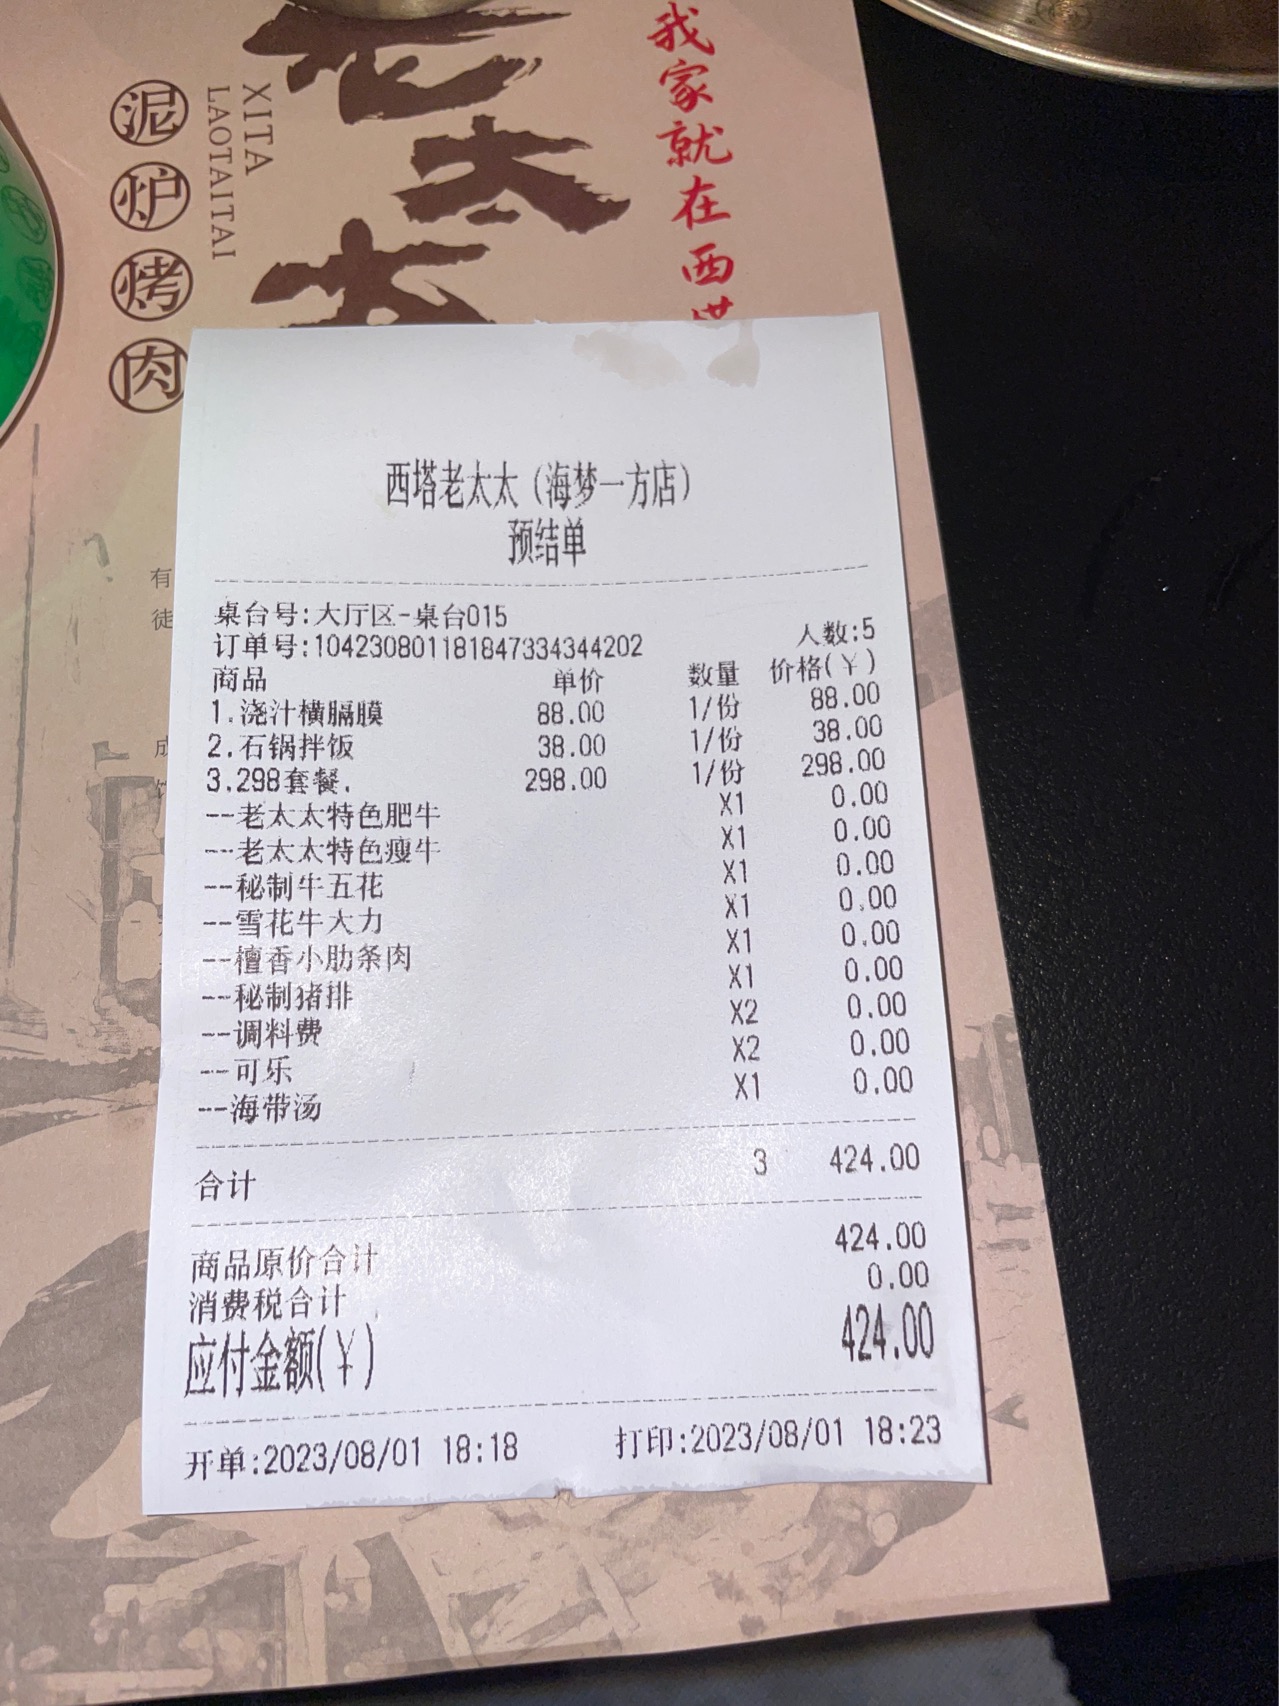 我家就在西塔
老太太
XITA
LAOTAITAI
泥炉烤肉
有
徒
成
西塔老太太（海梦一方店）
预结单
桌台号:大厅区-桌台015
订单号:104230801181847334344202 人数:5
商品 单价 数量 价格(￥)
1.浇汁横膈膜 88.00 1/份 88.00
2.石锅拌饭 38.00 1/份 38.00
3.298套餐. 298.00 1/份 298.00
--老太太特色肥牛 X1 0.00
--老太太特色瘦牛 X1 0.00
--秘制牛五花 X1 0.00
--雪花牛大力 X1 0.00
--檀香小肋条肉 X1 0.00
--秘制猪排 X1 0.00
--调料费 X2 0.00
--可乐 X2 0.00
--海带汤 X1 0.00
合计 3 424.00
商品原价合计 424.00
消费税合计 0.00
应付金额(￥) 424.00
开单:2023/08/01 18:18 打印:2023/08/01 18:23